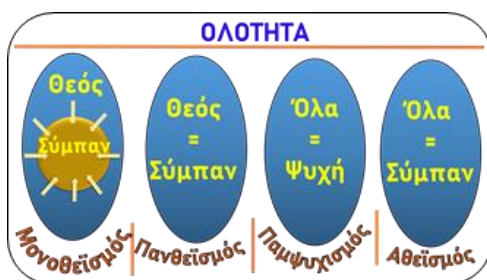 ΟΛΟΤΗΤΑ
Θεός
Σύμπαν
Μονοθεϊσμός
Θεός
=
Σύμπαν
Πανθεϊσμός
Όλα
=
Ψυχή
Παμψυχισμός
Όλα
=
Σύμπαν
Αθεϊσμός